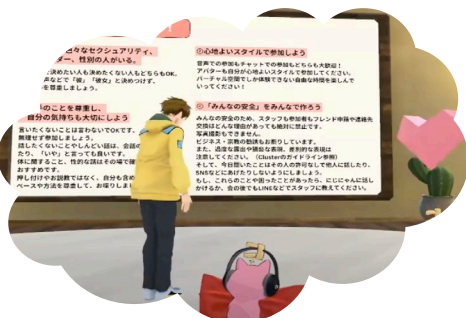 々なセクシュアリティ、
ダー、性別の人がいる。
決めたい人も決めたくない人もどちらもOK。
などで「彼」「彼女」と決めつけ
を尊重しましょう。
のことを尊重し、
自分の気持ちも大切にしよう
言いたくないことは言わないでOKです。
無理せず参加しましょう。
話したくないことやしんどい話は、会話
たり、「いや」と言っても良いです。
体に関すること、性的な話はその場で確
おすすめです。
押し付けやお説教ではなく、自分も含め
ペースや方法を尊重して、お喋りしま
⑦心地よいスタイルで参加しよう
音声での参加もチャットでの参加もどちらも大歓迎!
アバターも自分が心地よいスタイルで参加してください。
バーチャル空間でしか体験できない自由な時間を楽しんで
いってください!
⑧「みんなの安全」をみんなで作ろう
みんなの安全のため、スタッフも参加者もフレンド申請や連絡先
交換はどんな理由があっても絶対に禁止です。
写真撮影もできません。
ビジネス・宗教の勧誘もお断りしています。
また、過度な露出や猥褻な表現、差別的な表現は
注意してください。(Clusterのガイドライン参照)
そして、今日聞いたことはその人の許可なしで他人に話したり、
SNSなどにあげたりしないようにしましょう。
もし、これらのことや困ったことがあったら、にじにゃんに話し
かけるか、会の後でもLINEなどでスタッフに教えてください。